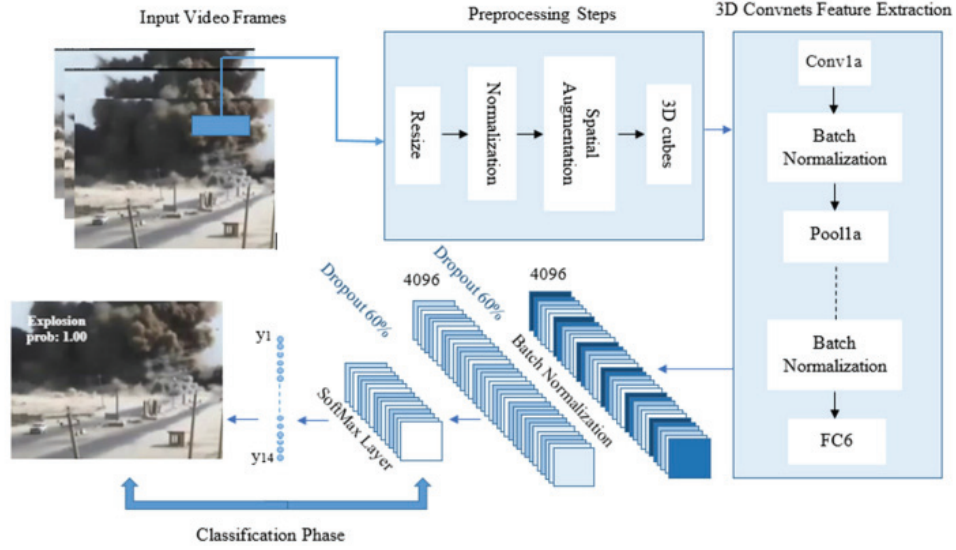 Input Video Frames
Preprocessing Steps
3D Convnets Feature Extraction
Resize
Normalization
Spatial
Augmentation
3D cubes
Conv1a
Batch
Normalization
Pool1a
Batch
Normalization
FC6
4096
Dropout 60%
Batch Normalization
4096
Dropout 60%
SoftMax Layer
y1
y14
Explosion
prob: 1.00
Classification Phase